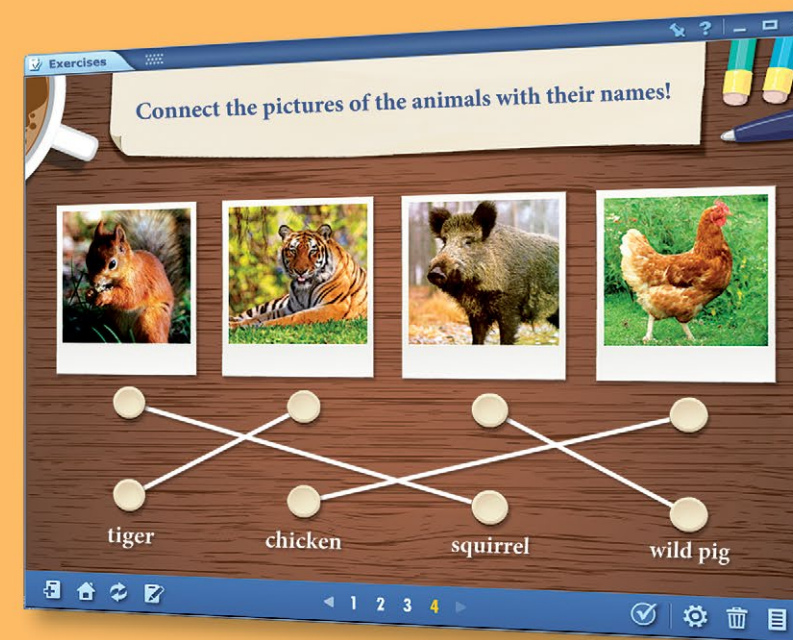 Exercises
?
Connect the pictures of the animals with their names!
tiger chicken squirrel wild pig
1 2 3 4